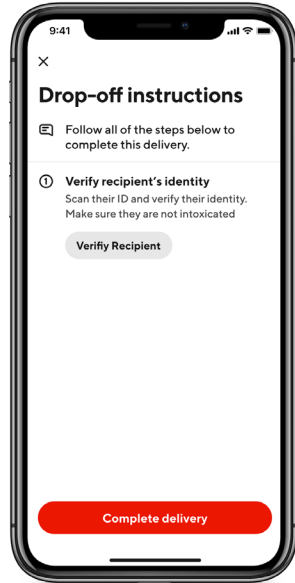 9:41
Drop-off instructions
Follow all of the steps below to
complete this delivery.
1 Verify recipient's identity
Scan their ID and verify their identity.
Make sure they are not intoxicated
Verifiy Recipient
Complete delivery